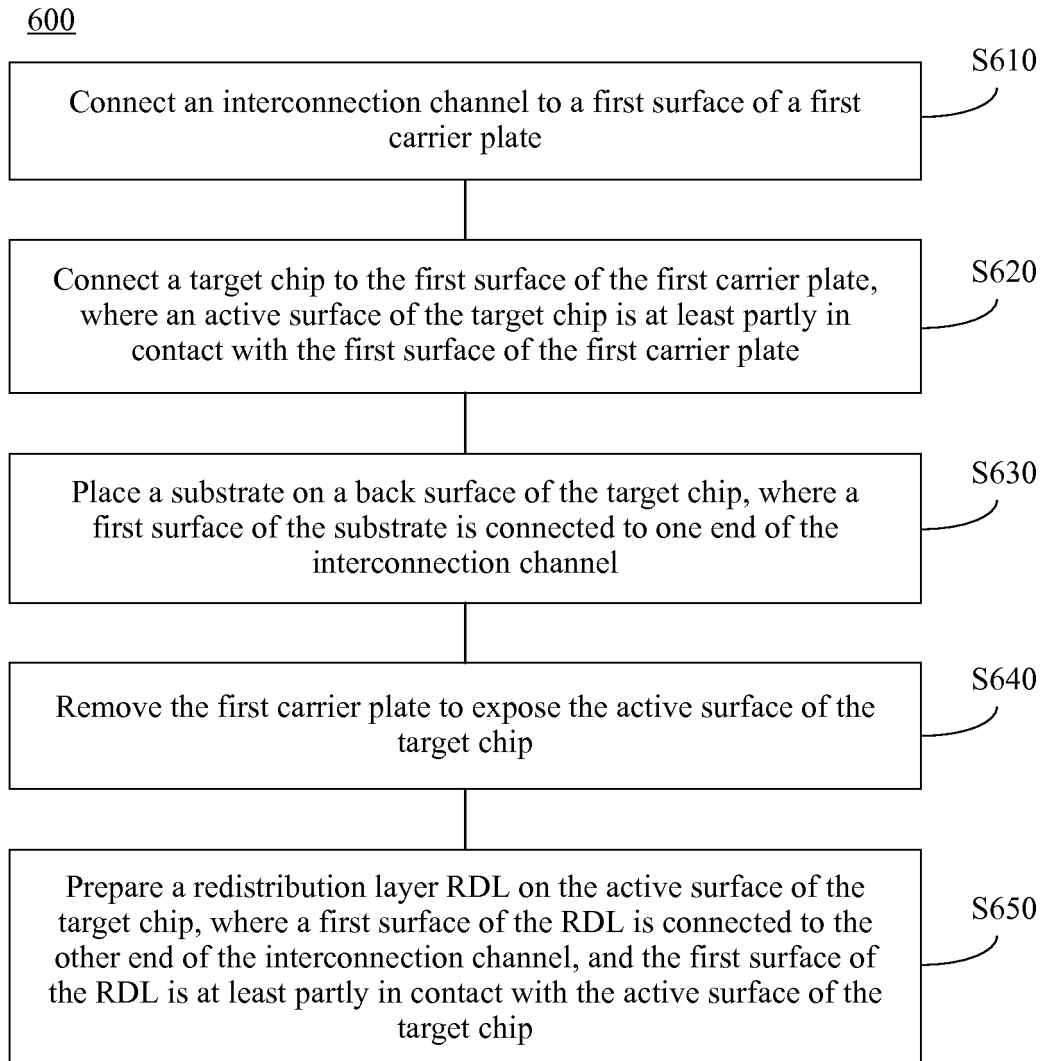 600
S610
Connect an interconnection channel to a first surface of a first
carrier plate
S620
Connect a target chip to the first surface of the first carrier plate,
where an active surface of the target chip is at least partly in
contact with the first surface of the first carrier plate
S630
Place a substrate on a back surface of the target chip, where a
first surface of the substrate is connected to one end of the
interconnection channel
S640
Remove the first carrier plate to expose the active surface of the
target chip
S650
Prepare a redistribution layer RDL on the active surface of the
target chip, where a first surface of the RDL is connected to the
other end of the interconnection channel, and the first surface of
the RDL is at least partly in contact with the active surface of the
target chip